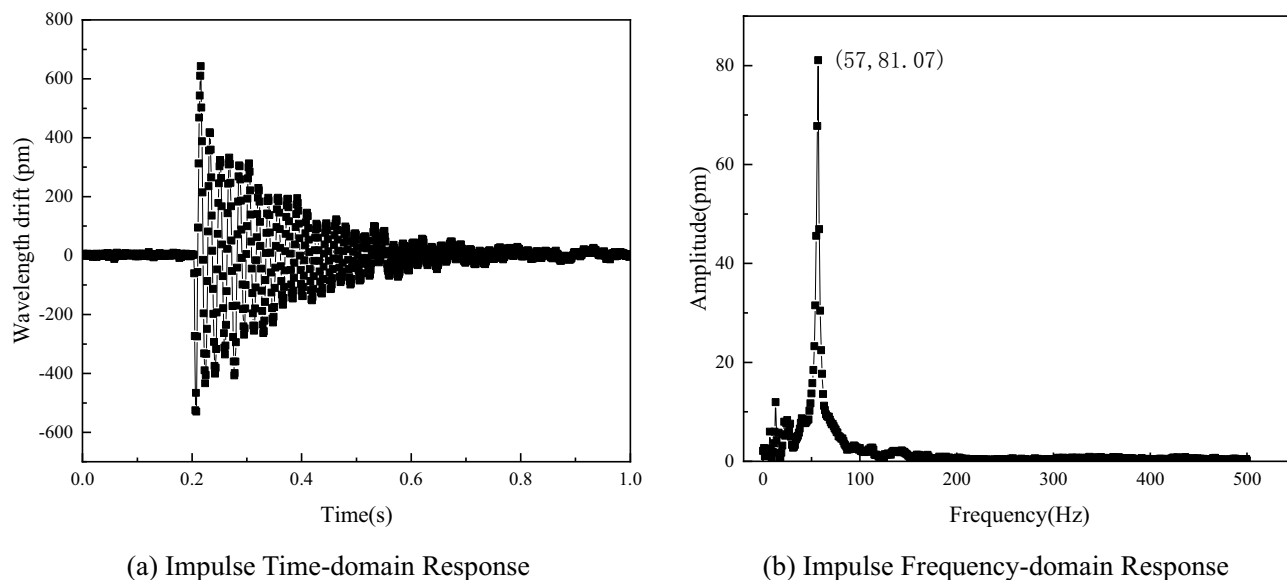 800
600
400
200
0
-200
-400
-600
0.0 0.2 0.4 0.6 0.8 1.0
Wavelength drift (pm)
Time(s)
(a) Impulse Time-domain Response
(57,81.07)
80
60
40
20
0
0 100 200 300 400 500
Amplitude(pm)
Frequency(Hz)
(b) Impulse Frequency-domain Response